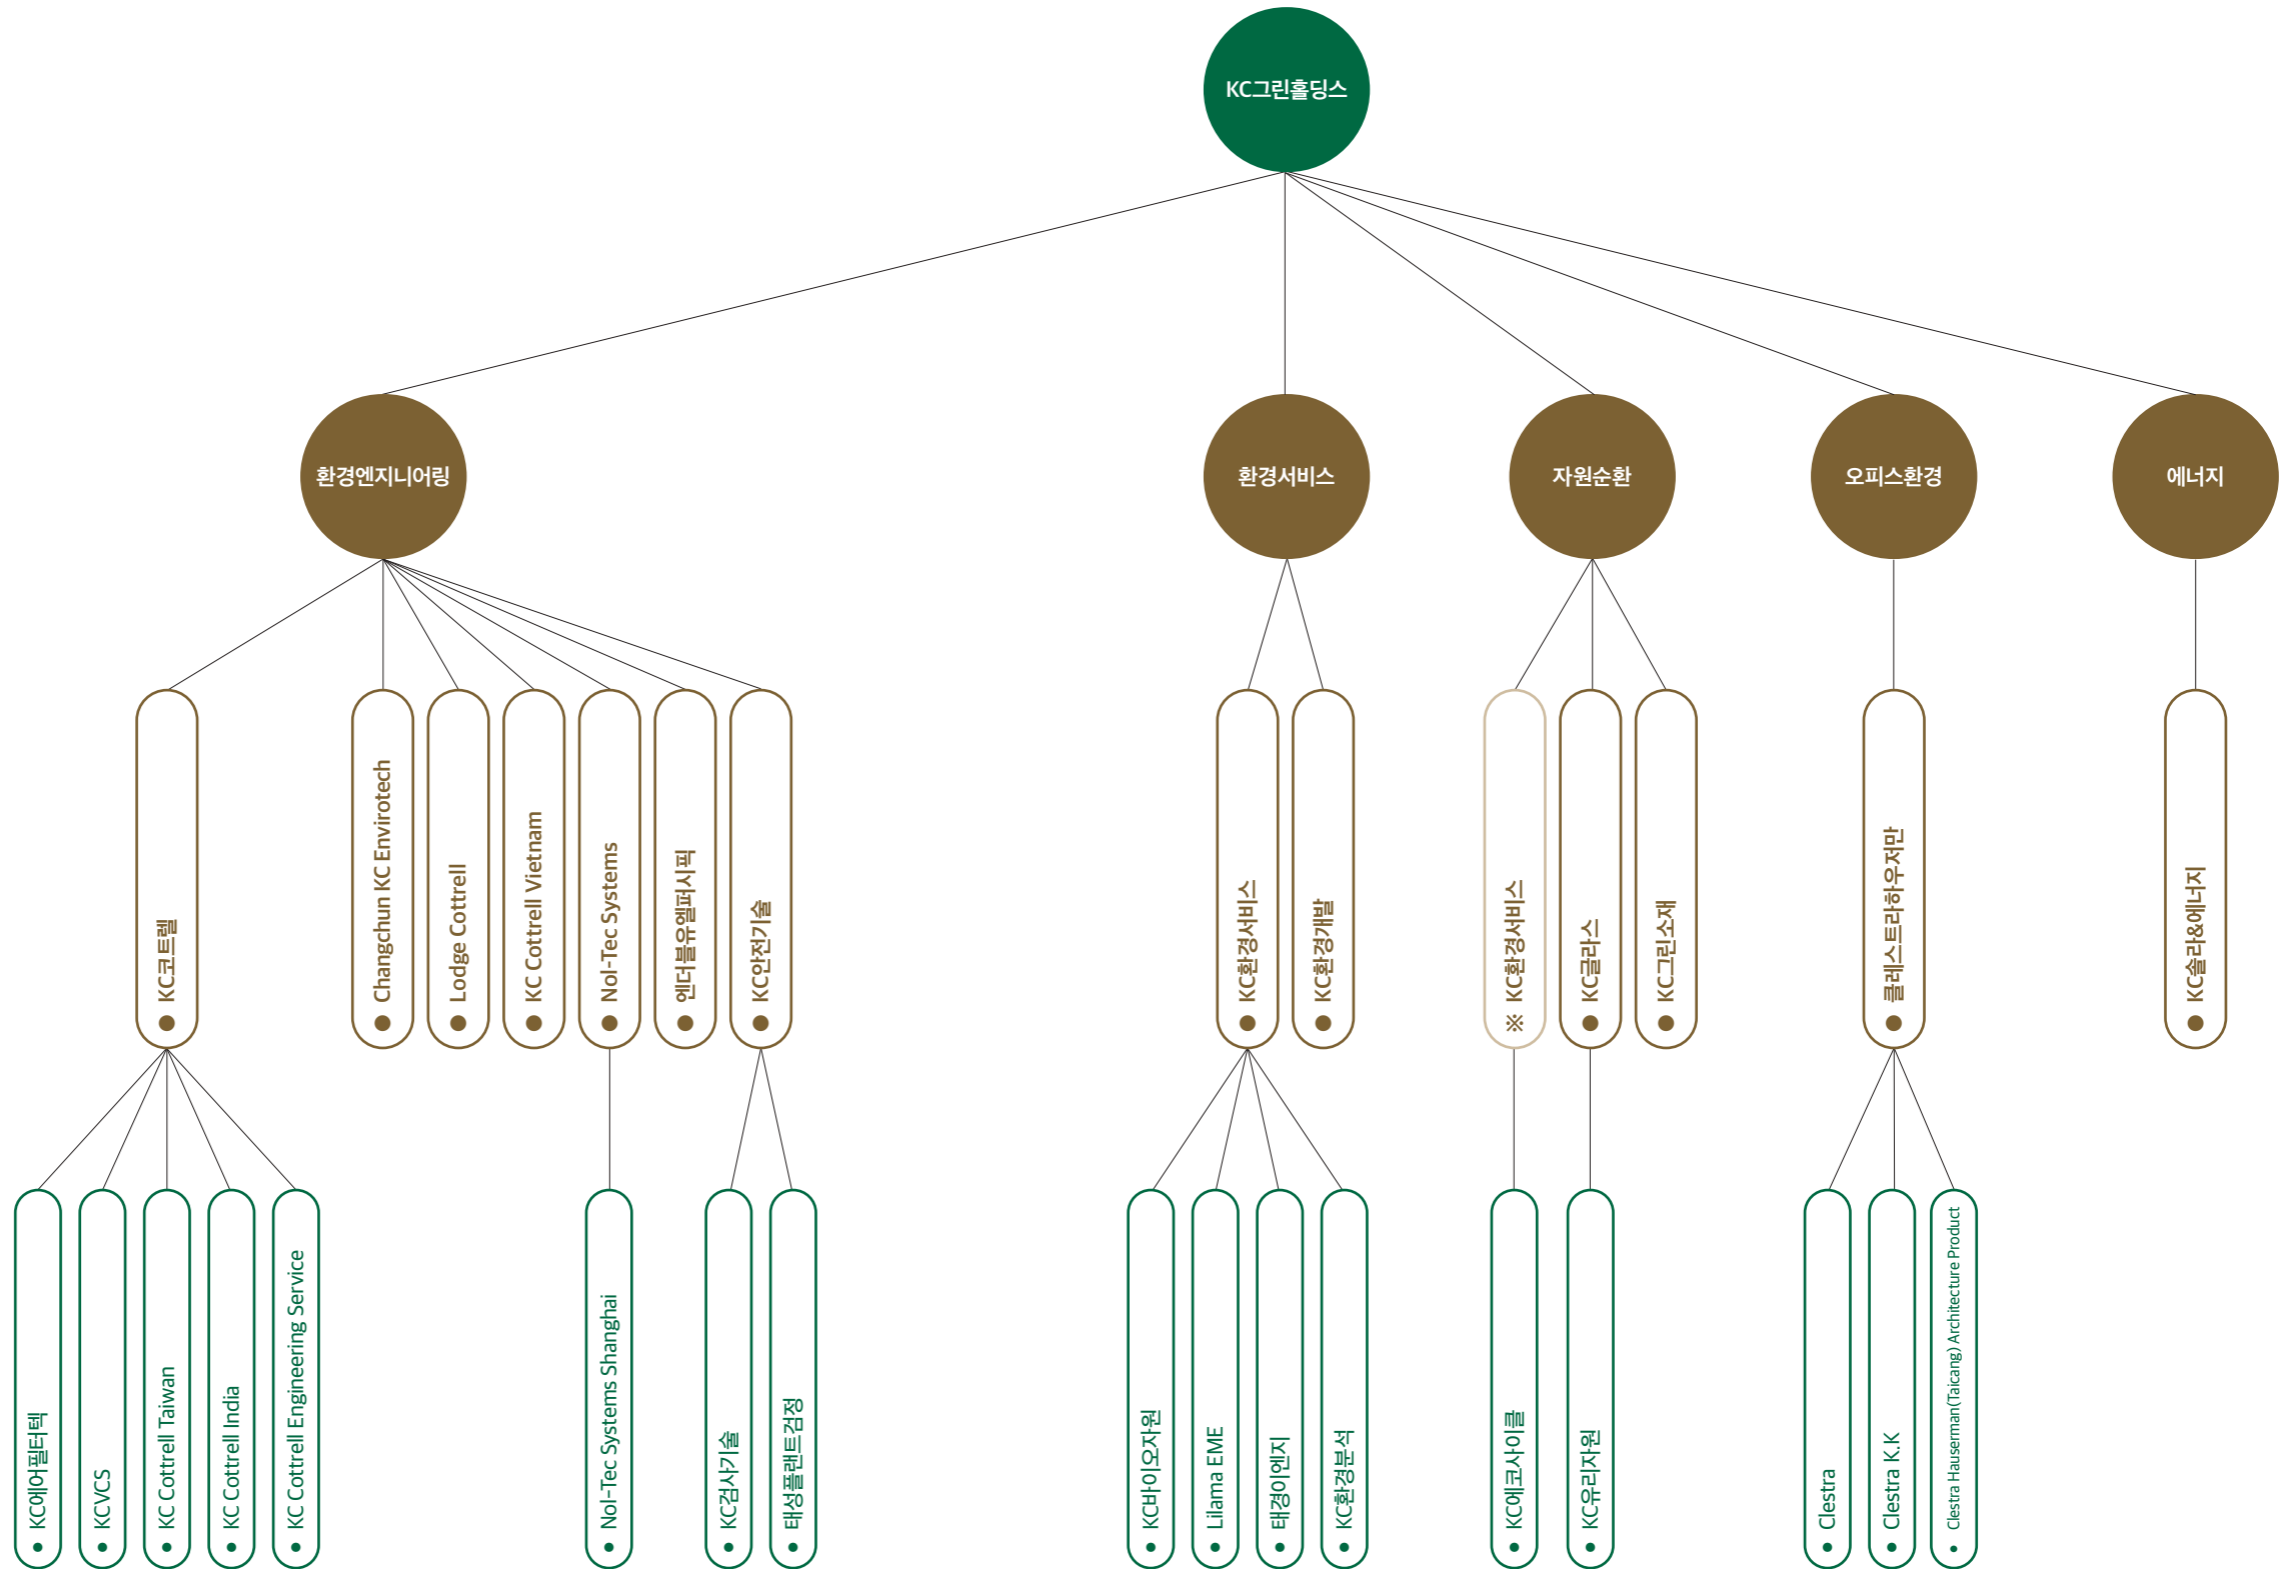 KC그린홀딩스
환경엔지니어링
환경서비스
자원순환
오피스환경
에너지
● KC코트렐
● Changchun KC Envirotech
● Lodge Cottrell
● KC Cottrell Vietnam
● Nol-Tec Systems
● 엔더블유엘퍼시픽
● KC안전기술
● KC환경서비스
● KC환경개발
※ KC환경서비스
● KC글라스
● KC그린소재
● 클레스트라하우저만
● KC솔라&에너지
● KC에어필터텍
● KCVCS
● KC Cottrell Taiwan
● KC Cottrell India
● KC Cottrell Engineering Service
● Nol-Tec Systems Shanghai
● KC검사기술
● 태성플랜트검정
● KC바이오자원
● Lilama EME
● 태경이엔지
● KC환경분석
● KC에코사이클
● KC유리자원
● Clestra
● Clestra K.K
● Clestra Hauserman(Taicang) Architecture Product